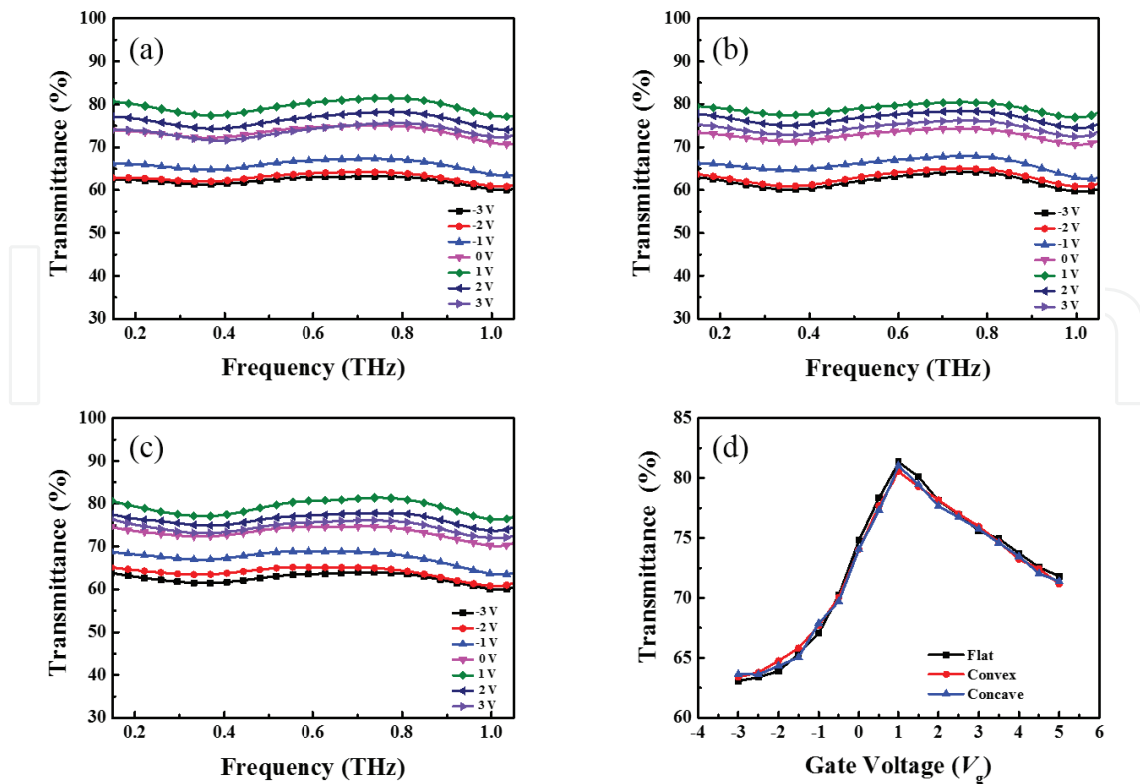 (a)
100
90
80
70
60
50
40
30
Transmittance (%)
0.2 0.4 0.6 0.8 1.0
Frequency (THz)
-3 V
-2 V
-1 V
0 V
1 V
2 V
3 V
(b)
100
90
80
70
60
50
40
30
Transmittance (%)
0.2 0.4 0.6 0.8 1.0
Frequency (THz)
-3 V
-2 V
-1 V
0 V
1 V
2 V
3 V
(c)
100
90
80
70
60
50
40
30
Transmittance (%)
0.2 0.4 0.6 0.8 1.0
Frequency (THz)
-3 V
-2 V
-1 V
0 V
1 V
2 V
3 V
(d)
85
80
75
70
65
60
Transmittance (%)
-4 -3 -2 -1 0 1 2 3 4 5 6
Gate Voltage (Vg)
Flat
Convex
Concave